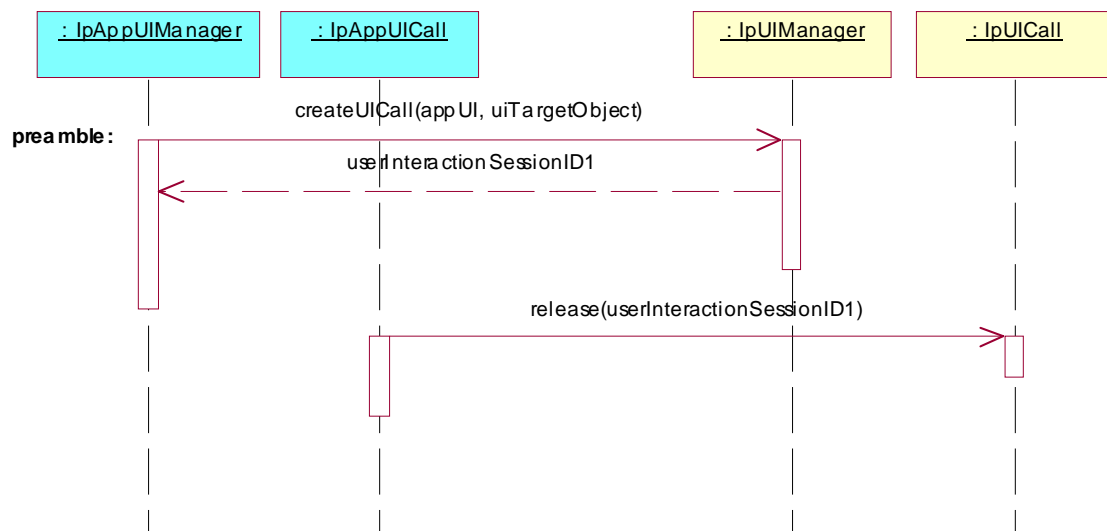 : IpAppUIManager
: IpAppUICall
: IpUIManager
: IpUICall
createUICall(appUI, uiTargetObject)
preamble:
userInteractionSessionID1
release(userInteractionSessionID1)